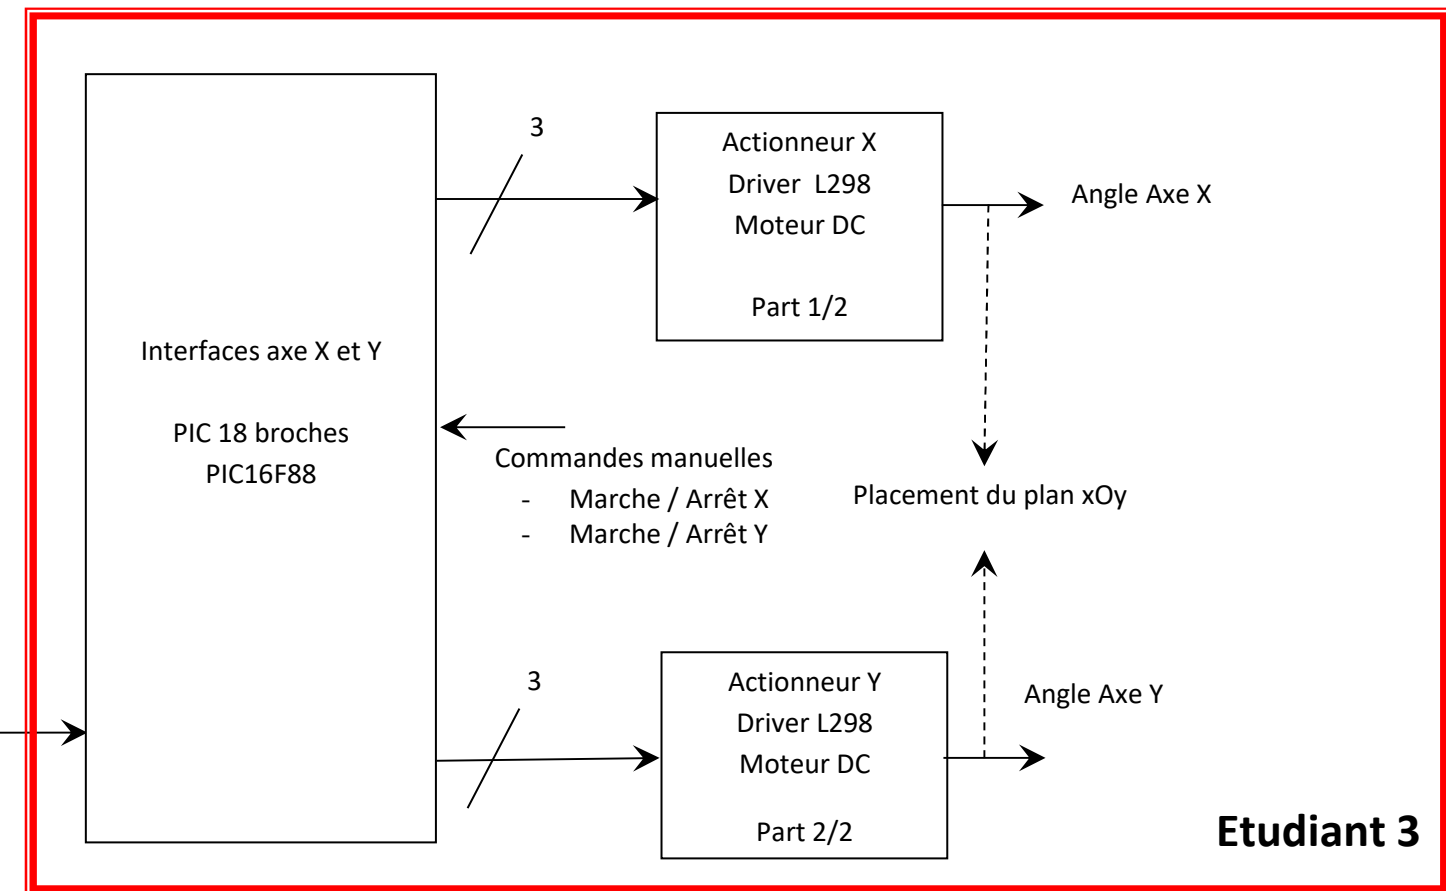 3
Actionneur X
Driver L298
Moteur DC
Part 1/2
Angle Axe X
Interfaces axe X et Y
PIC 18 broches
PIC16F88
Commandes manuelles
- Marche / Arrêt X
- Marche / Arrêt Y
Placement du plan xOy
3
Actionneur Y
Driver L298
Moteur DC
Part 2/2
Angle Axe Y
Etudiant 3